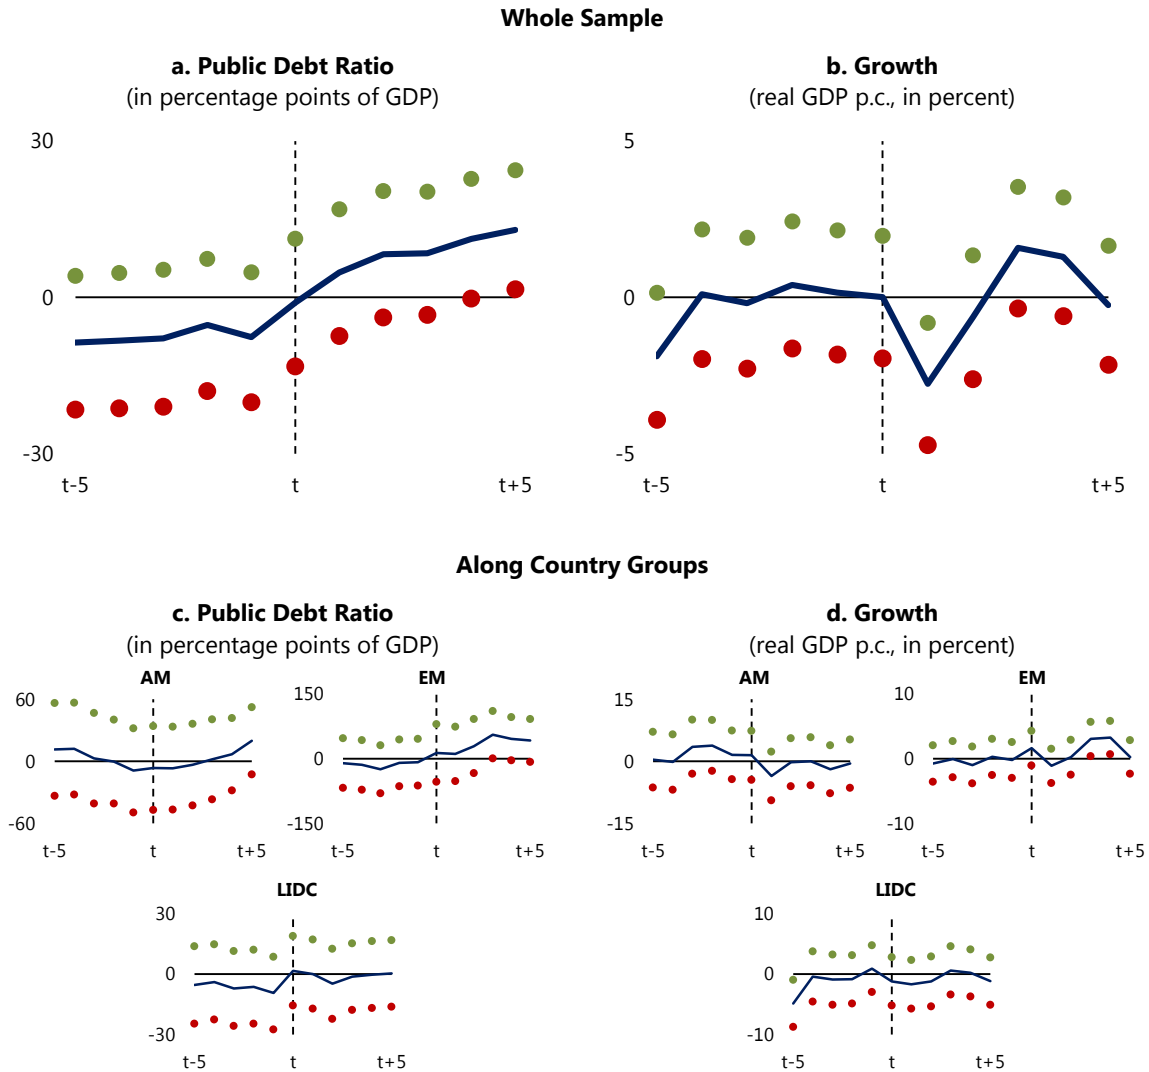 Whole Sample
a. Public Debt Ratio
(in percentage points of GDP)
30
0
-30
t-5
t
t+5
b. Growth
(real GDP p.c., in percent)
5
0
-5
t-5
t
t+5
Along Country Groups
c. Public Debt Ratio
(in percentage points of GDP)
AM
60
0
-60
t-5
t
t+5
EM
150
0
-150
t-5
t
t+5
LIDC
30
0
-30
t-5
t
t+5
d. Growth
(real GDP p.c., in percent)
AM
15
0
-15
t-5
t
t+5
EM
10
0
-10
t-5
t
t+5
LIDC
10
0
-10
t-5
t
t+5